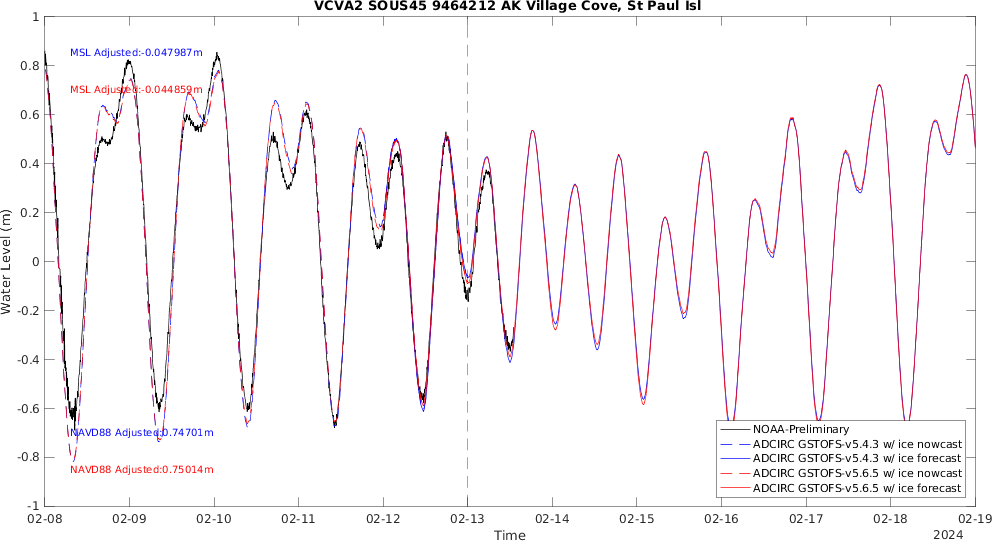 VCVA2 SOUS45 9464212 AK Village Cove, St Paul Isl
MSL Adjusted:-0.047987m
MSL Adjusted:-0.044859m
NAVD88 Adjusted:0.74701m
NAVD88 Adjusted:0.75014m
Water Level (m)
1
0.8
0.6
0.4
0.2
0
-0.2
-0.4
-0.6
-0.8
-1
NOAA-Preliminary
ADCIRC GSTOFS-v5.4.3 w/ ice nowcast
ADCIRC GSTOFS-v5.4.3 w/ ice forecast
ADCIRC GSTOFS-v5.6.5 w/ ice nowcast
ADCIRC GSTOFS-v5.6.5 w/ ice forecast
02-08 02-09 02-10 02-11 02-12 02-13 02-14 02-15 02-16 02-17 02-18 02-19
Time
2024